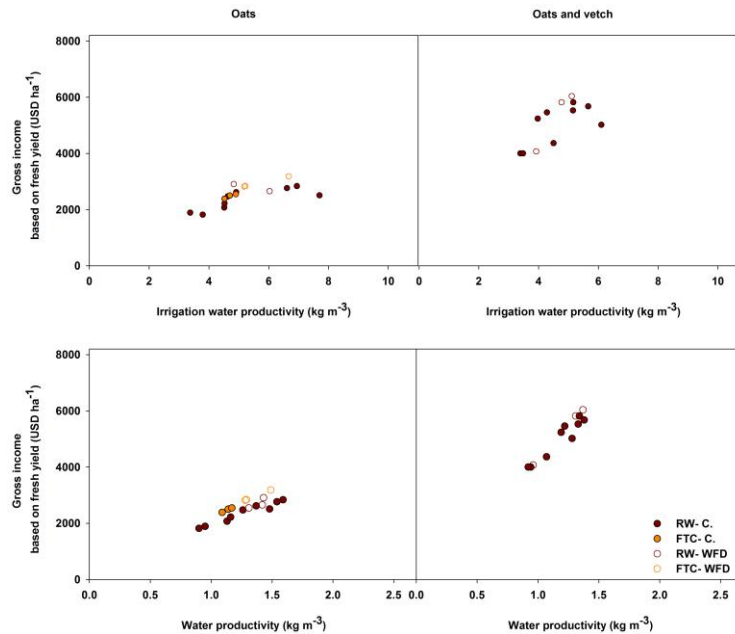 Oats
Oats and vetch
Gross income
based on fresh yield (USD ha-1)
8000
6000
4000
2000
0
0 2 4 6 8 10
0 2 4 6 8 10
Irrigation water productivity (kg m-3)
Irrigation water productivity (kg m-3)
Gross income
based on fresh yield (USD ha-1)
8000
6000
4000
2000
0
RW- C.
FTC- C.
RW- WFD
FTC- WFD
0.0 0.5 1.0 1.5 2.0 2.5
0.0 0.5 1.0 1.5 2.0 2.5
Water productivity (kg m-3)
Water productivity (kg m-3)